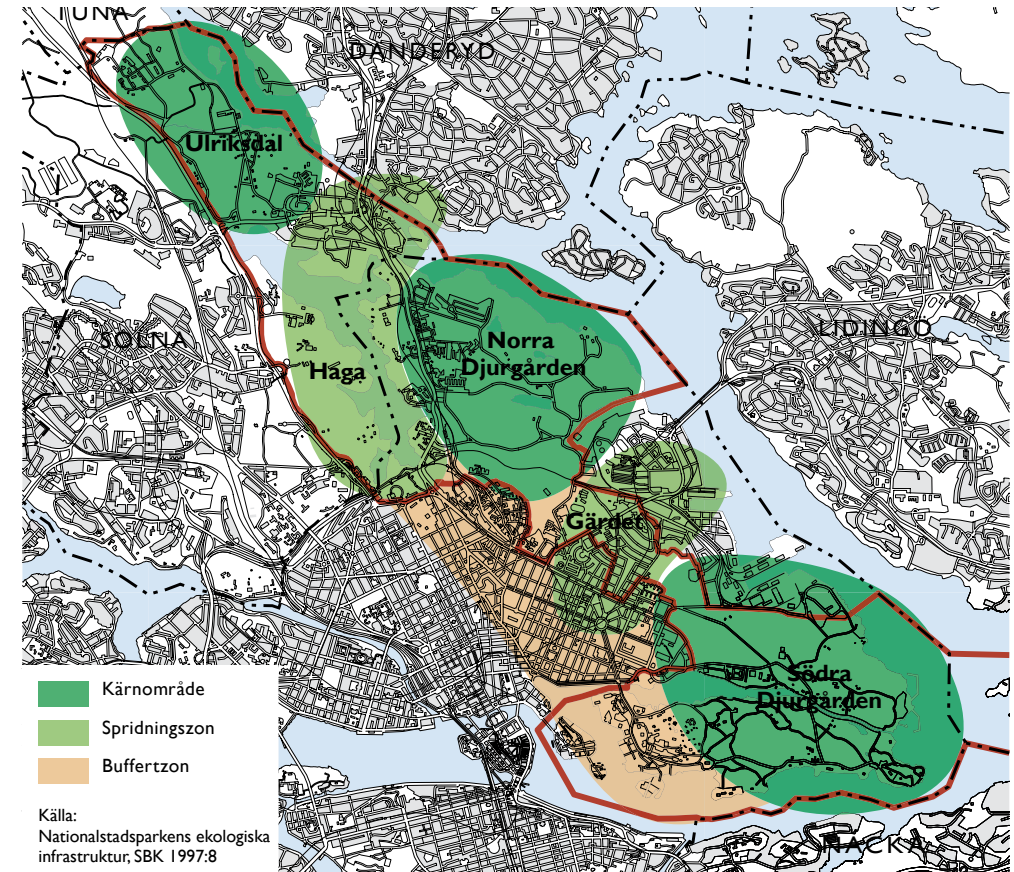 TUNA
DANDERYD
Ulriksdal
SOLNA
LIDINGÖ
Norra
Djurgården
Haga
Gärdet
Södra
Djurgården
Kärnområde
Spridningszon
Buffertzon
Källa:
Nationalstadsparkens ekologiska
infrastruktur, SBK 1997:8
NACKA